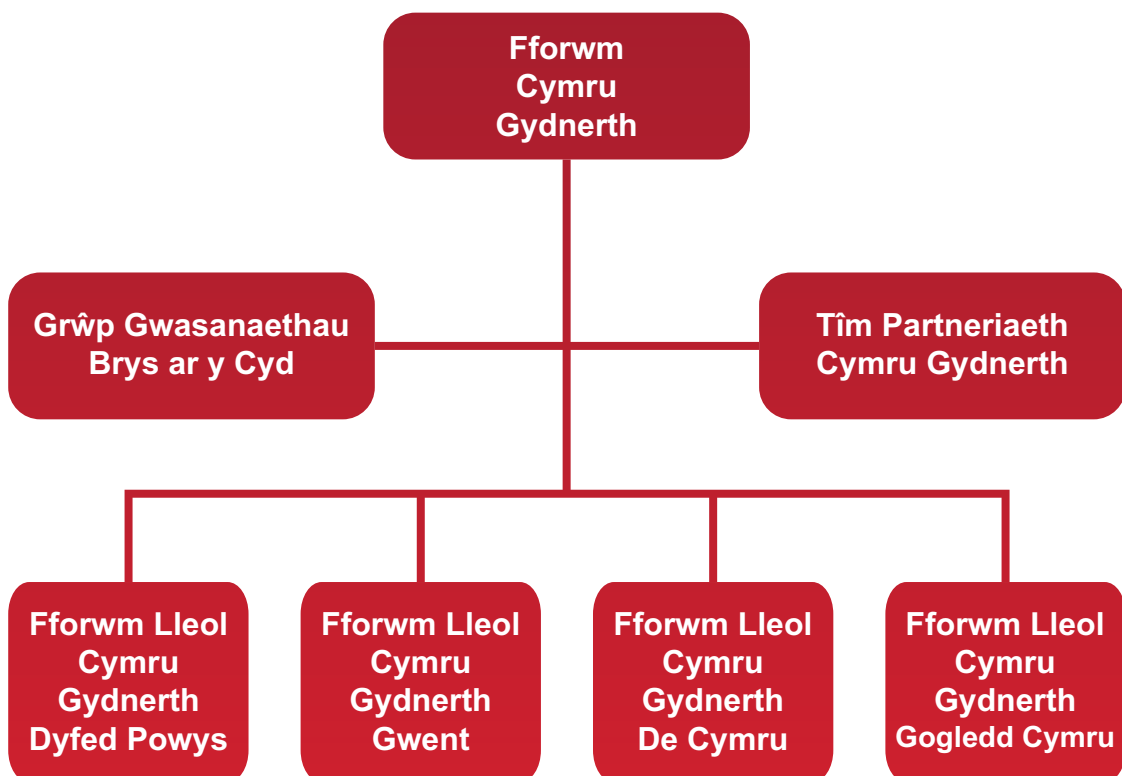 Fforwm
Cymru
Gydnerth
Grŵp Gwasanaethau
Brys ar y Cyd
Tîm Partneriaeth
Cymru Gydnerth
Fforwm Lleol
Cymru
Gydnerth
Dyfed Powys
Fforwm Lleol
Cymru
Gydnerth
Gwent
Fforwm Lleol
Cymru
Gydnerth
De Cymru
Fforwm Lleol
Cymru
Gydnerth
Gogledd Cymru